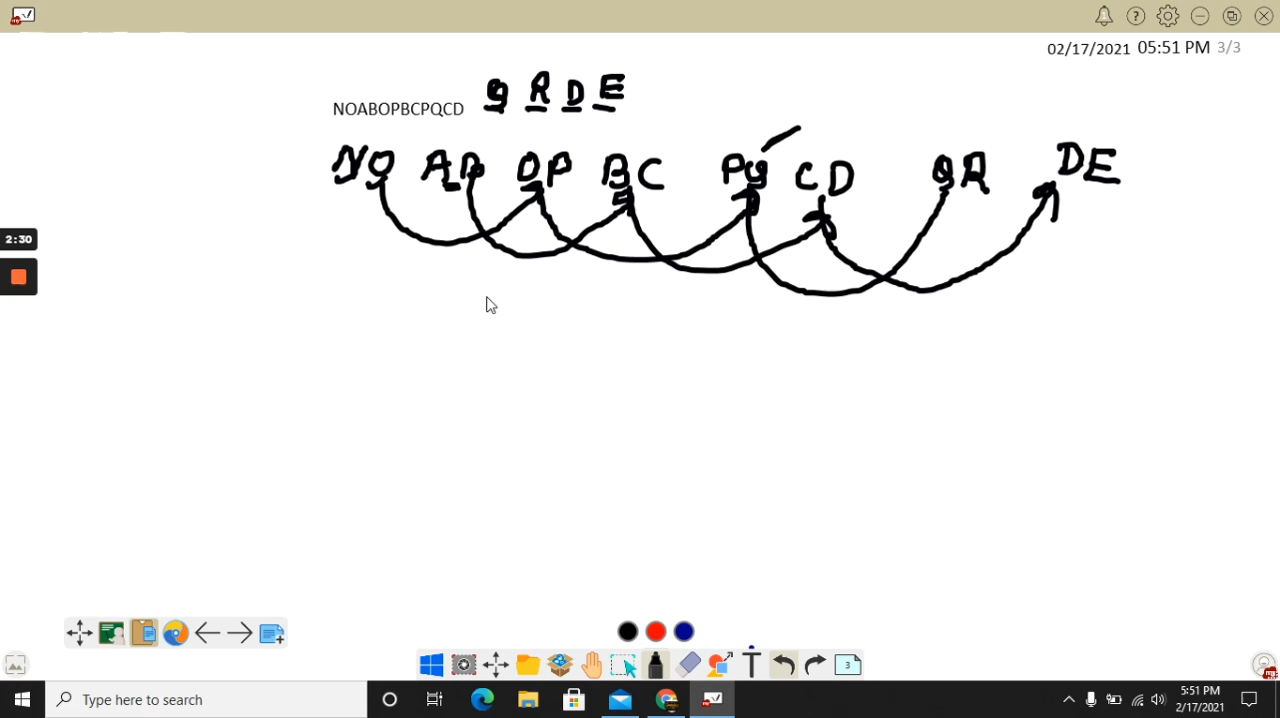 02/17/2021 05:51 PM 3/3
NOABOPBCPQCD Q R D E
NO AB OP BC PQ CD QR DE
2:30
3
Type here to search
5:51 PM
2/17/2021